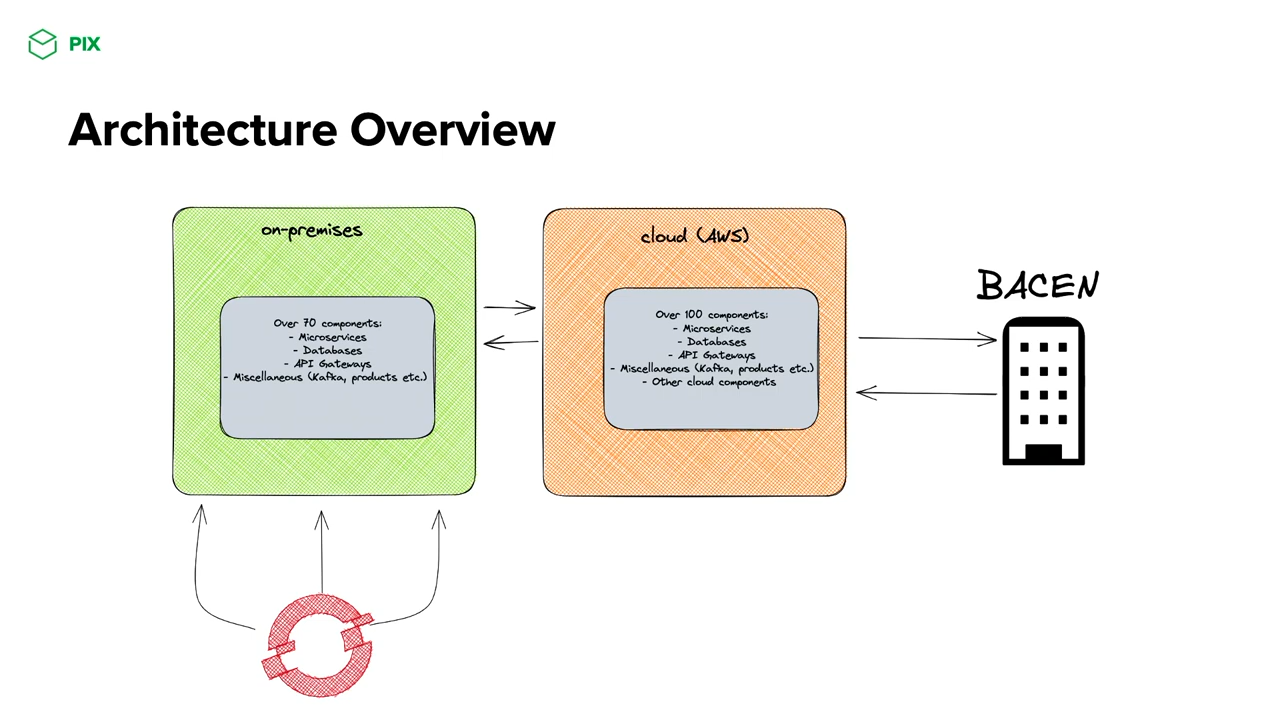 PIX
Architecture Overview
on-premises
Over 70 components:
- Microservices
- Databases
- API Gateways
- Miscellaneous (Kafka, products etc.)
cloud (AWS)
Over 100 components:
- Microservices
- Databases
- API Gateways
- Miscellaneous (Kafka, products etc.)
- Other cloud components
BACEN